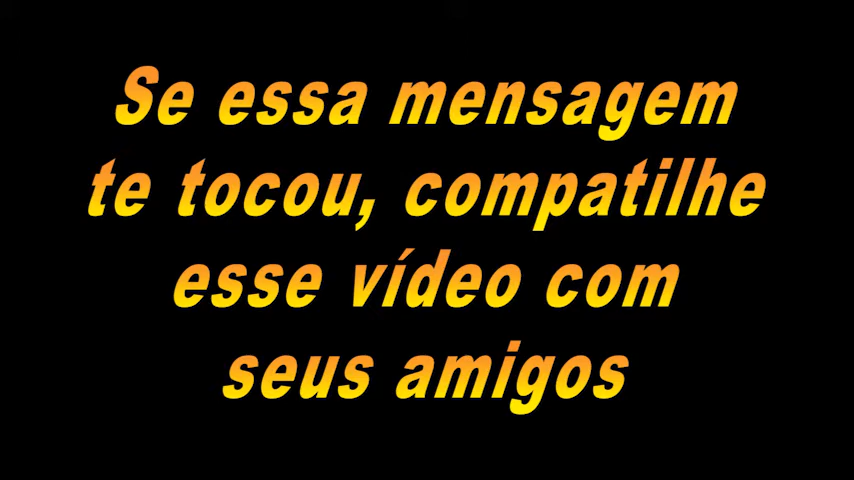 Se essa mensagem
te tocou, compatilhe
esse vídeo com
seus amigos